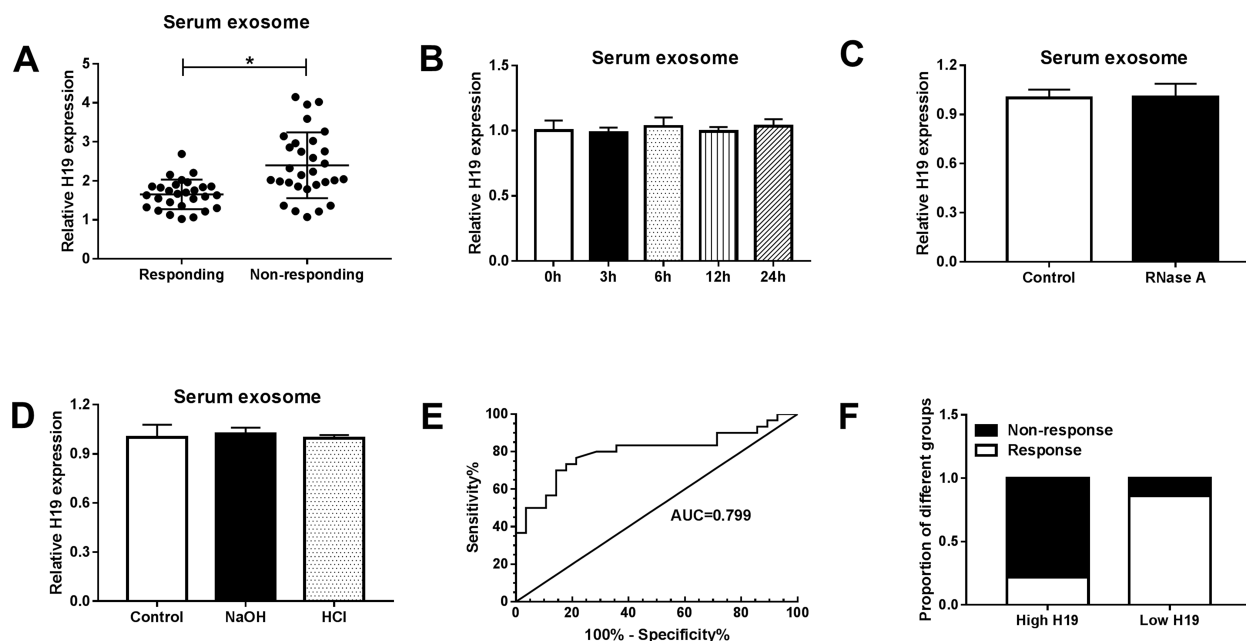 A
Serum exosome
*
Relative H19 expression
5
4
3
2
1
0
Responding
Non-responding
B
Serum exosome
Relative H19 expression
1.5
1.0
0.5
0.0
0h
3h
6h
12h
24h
C
Serum exosome
Relative H19 expression
1.2
0.9
0.6
0.3
0.0
Control
RNase A
D
Serum exosome
Relative H19 expression
1.2
0.9
0.6
0.3
0.0
Control
NaOH
HCl
E
Sensitivity%
100
80
60
40
20
0
AUC=0.799
0
20
40
60
80
100
100% - Specificity%
F
Proportion of different groups
1.5
1.0
0.5
0.0
Non-response
Response
High H19
Low H19